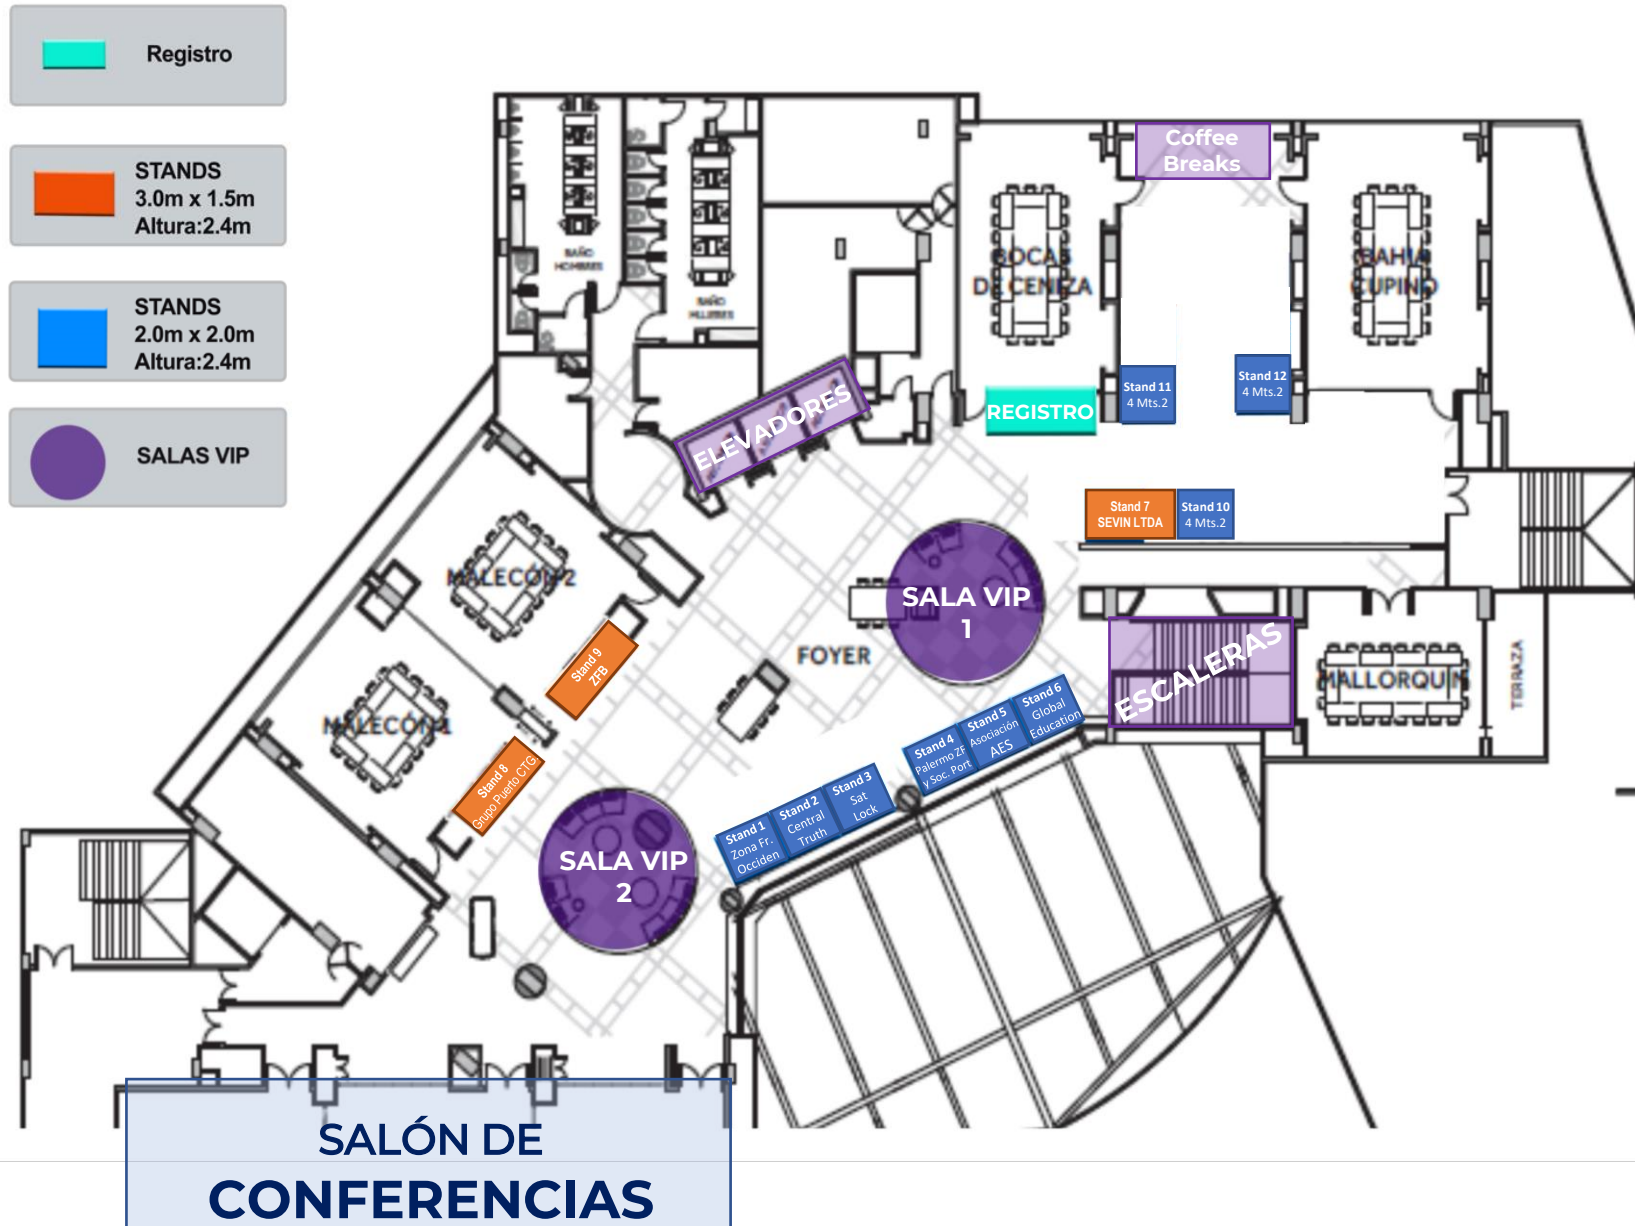 Registro
STANDS
3.0m x 1.5m
Altura:2.4m
STANDS
2.0m x 2.0m
Altura:2.4m
SALAS VIP
Coffee
Breaks
BAÑO
HOMBRES
BAÑO
BOCAS
DE CENIZA
BAHIA
CUPINO
ELEVADORES
REGISTRO
Stand 11
4 Mts.2
Stand 12
4 Mts.2
Stand 7
SEVIN LTDA
Stand 10
4 Mts.2
MALECÓN 2
SALA VIP
1
FOYER
Stand 9
ZFB
ESCALERAS
MALLORQUIN
TERRAZA
MALECÓN 1
Stand 8
Grupo Puerto CTG.
Stand 6
Global
Education
Stand 5
Asociación
AES
Stand 4
Palermo ZF
y Soc. Port
Stand 3
Sat
Lock
Stand 2
Central
Truth
Stand 1
Zona Fr.
Occiden
SALA VIP
2
SALÓN DE
CONFERENCIAS